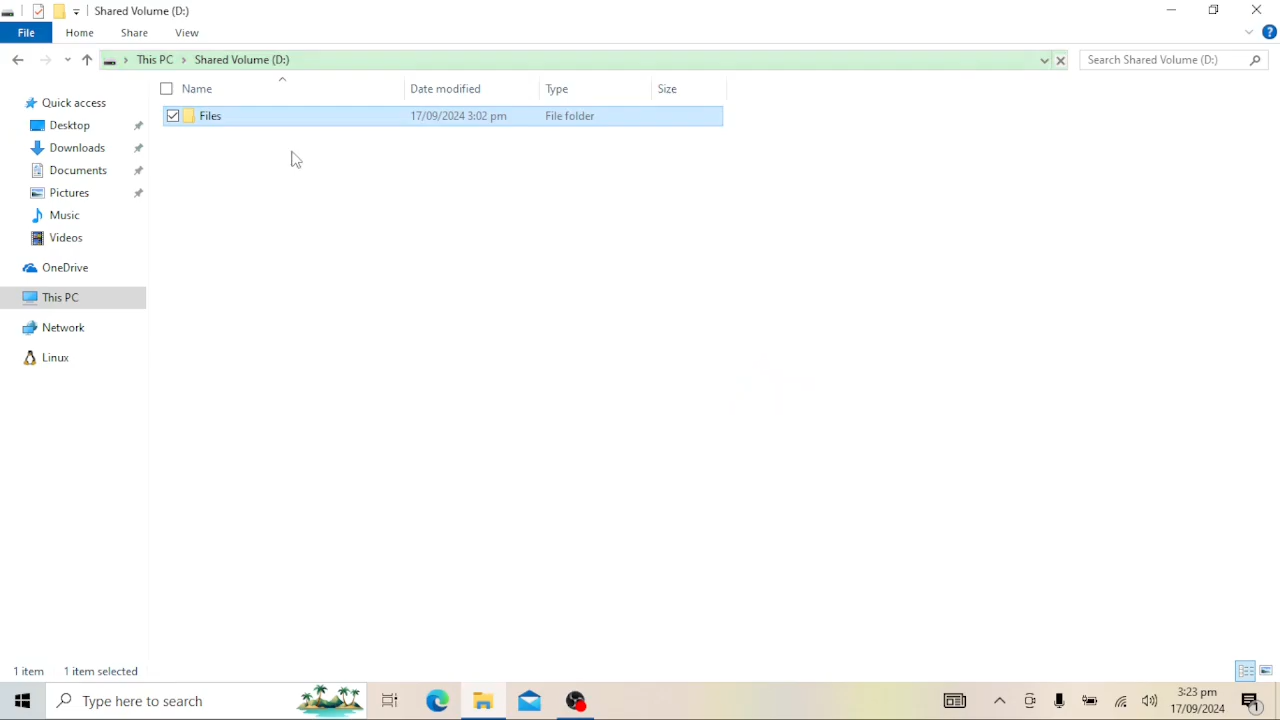 Shared Volume (D:)
File Home Share View
This PC > Shared Volume (D:) Search Shared Volume (D:)
Name Date modified Type Size
Files 17/09/2024 3:02 pm File folder
Quick access
Desktop
Downloads
Documents
Pictures
Music
Videos
OneDrive
This PC
Network
Linux
1 item 1 item selected
Type here to search
3:23 pm
17/09/2024
1